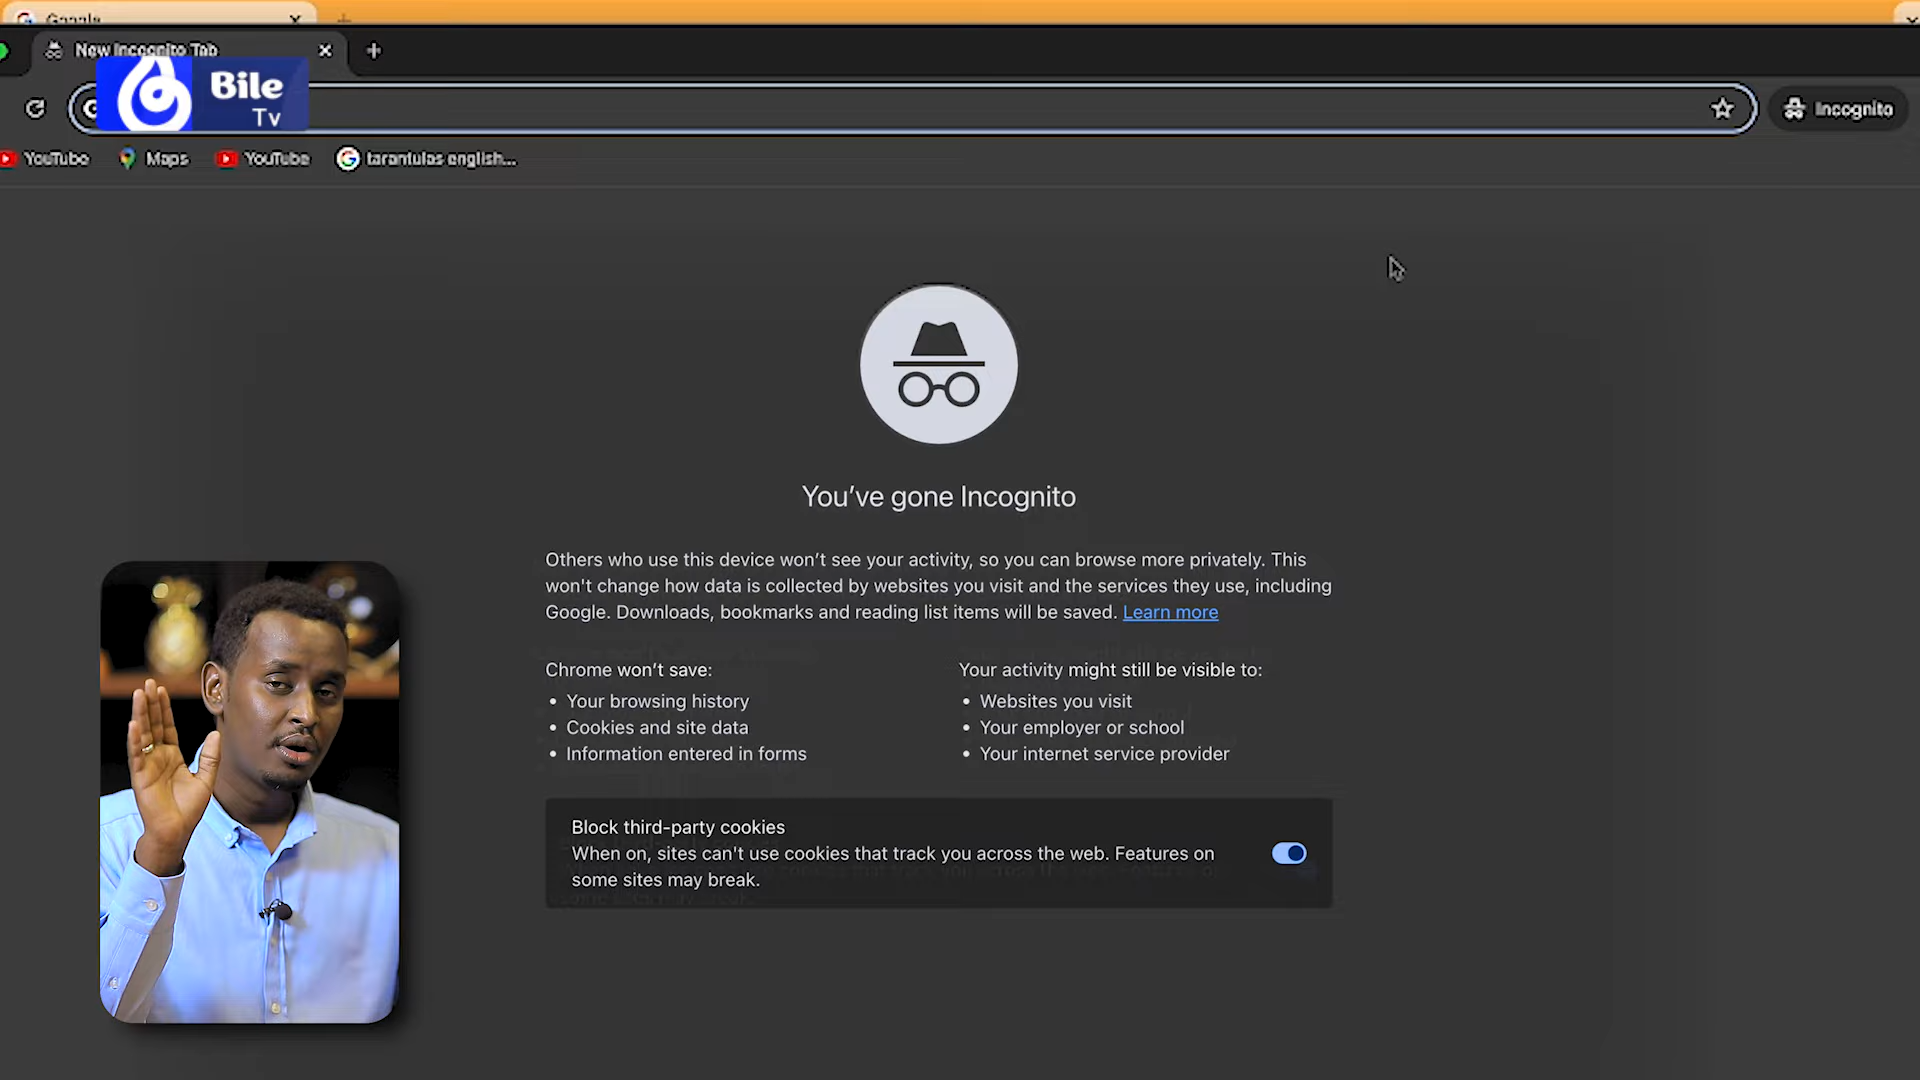 Google
New Incognito Tab
Bile
Tv
Incognito
YouTube
Maps
YouTube
tarantulas english...
You've gone Incognito
Others who use this device won't see your activity, so you can browse more privately. This
won't change how data is collected by websites you visit and the services they use, including
Google. Downloads, bookmarks and reading list items will be saved. Learn more
Chrome won't save:
• Your browsing history
• Cookies and site data
• Information entered in forms
Your activity might still be visible to:
• Websites you visit
• Your employer or school
• Your internet service provider
Block third-party cookies
When on, sites can't use cookies that track you across the web. Features on
some sites may break.